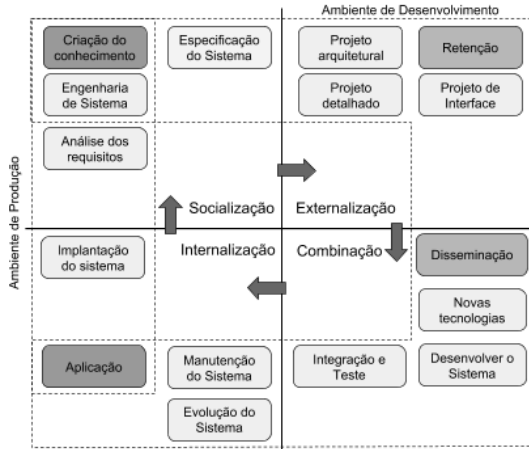 Ambiente de Desenvolvimento
Criação do
conhecimento
Especificação
do Sistema
Projeto
arquitetural
Retenção
Engenharia
de Sistema
Projeto
detalhado
Projeto de
Interface
Análise dos
requisitos
Ambiente de Produção
Socialização
Externalização
Internalização
Combinação
Implantação
do sistema
Disseminação
Novas
tecnologias
Aplicação
Manutenção
do Sistema
Integração e
Teste
Desenvolver o
Sistema
Evolução do
Sistema